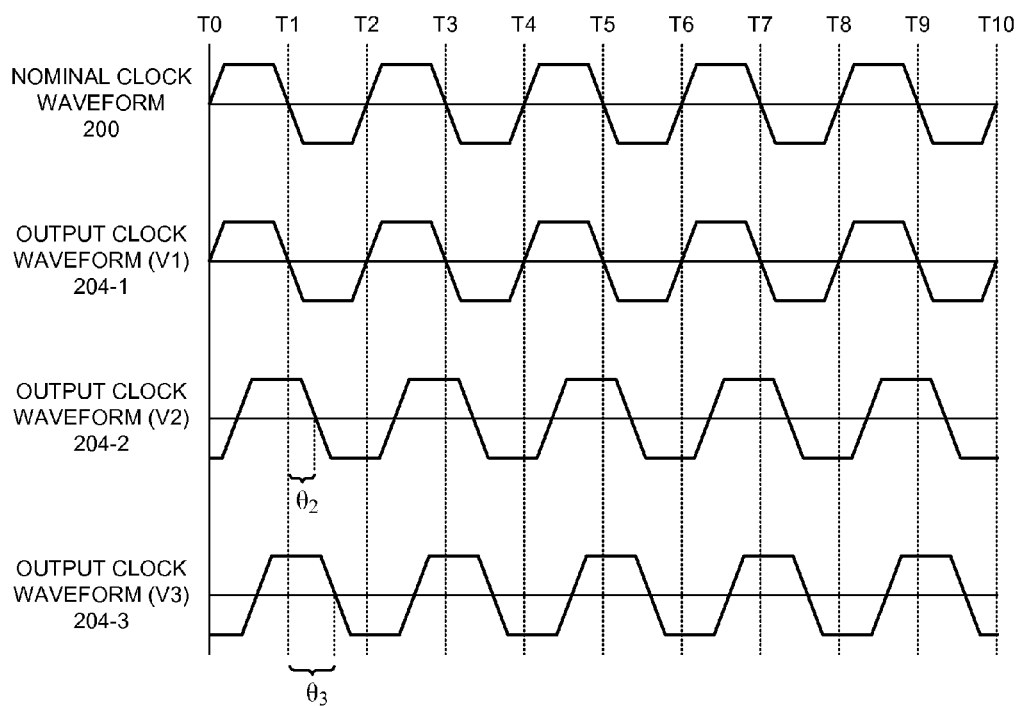 T0 T1 T2 T3 T4 T5 T6 T7 T8 T9 T10
NOMINAL CLOCK
WAVEFORM
200
OUTPUT CLOCK
WAVEFORM (V1)
204-1
OUTPUT CLOCK
WAVEFORM (V2)
204-2
θ2
OUTPUT CLOCK
WAVEFORM (V3)
204-3
θ3